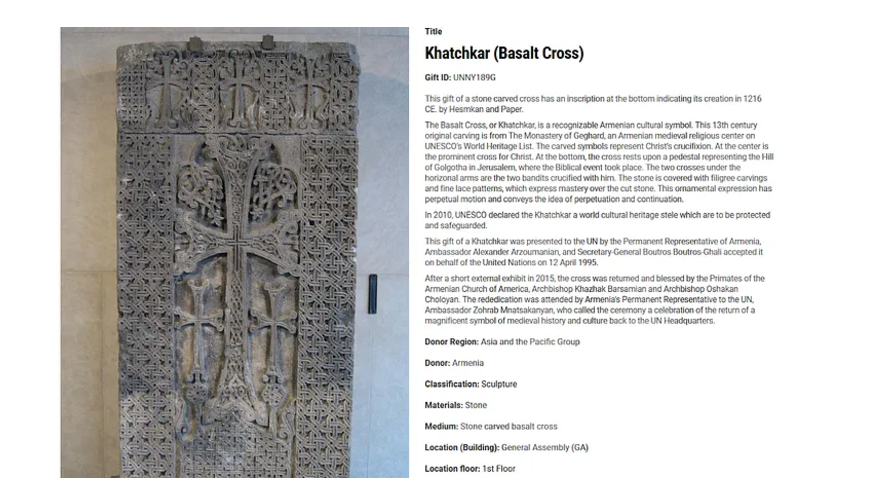 Title
Khatchkar (Basalt Cross)
Gift ID: UNNY189G
This gift of a stone carved cross has an inscription at the bottom indicating its creation in 1216
CE. by Hesmkan and Paper.
The Basalt Cross, or Khatchkar, is a recognizable Armenian cultural symbol. This 13th century
original carving is from The Monastery of Geghard, an Armenian medieval religious center on
UNESCO's World Heritage List. The carved symbols represent Christ's crucifixion. At the center is
the prominent cross for Christ. At the bottom, the cross rests upon a pedestal representing the Hill
of Golgotha in Jerusalem, where the Biblical event took place. The two crosses under the
horizonal arms are the two bandits crucified with him. The stone is covered with filigree carvings
and fine lace patterns, which express mastery over the cut stone. This ornamental expression has
perpetual motion and conveys the idea of perpetuation and continuation.
In 2010, UNESCO declared the Khatchkar a world cultural heritage stele which are to be protected
and safeguarded.
This gift of a Khatchkar was presented to the UN by the Permanent Representative of Armenia,
Ambassador Alexander Arzoumanian, and Secretary-General Boutros Boutros-Ghali accepted it
on behalf of the United Nations on 12 April 1995.
After a short external exhibit in 2015, the cross was returned and blessed by the Primates of the
Armenian Church of America, Archbishop Khazhak Barsamian and Archbishop Oshakan
Choloyan. The rededication was attended by Armenia's Permanent Representative to the UN,
Ambassador Zohrab Mnatsakanyan, who called the ceremony a celebration of the return of a
magnificent symbol of medieval history and culture back to the UN Headquarters.
Donor Region: Asia and the Pacific Group
Donor: Armenia
Classification: Sculpture
Materials: Stone
Medium: Stone carved basalt cross
Location (Building): General Assembly (GA)
Location floor: 1st Floor